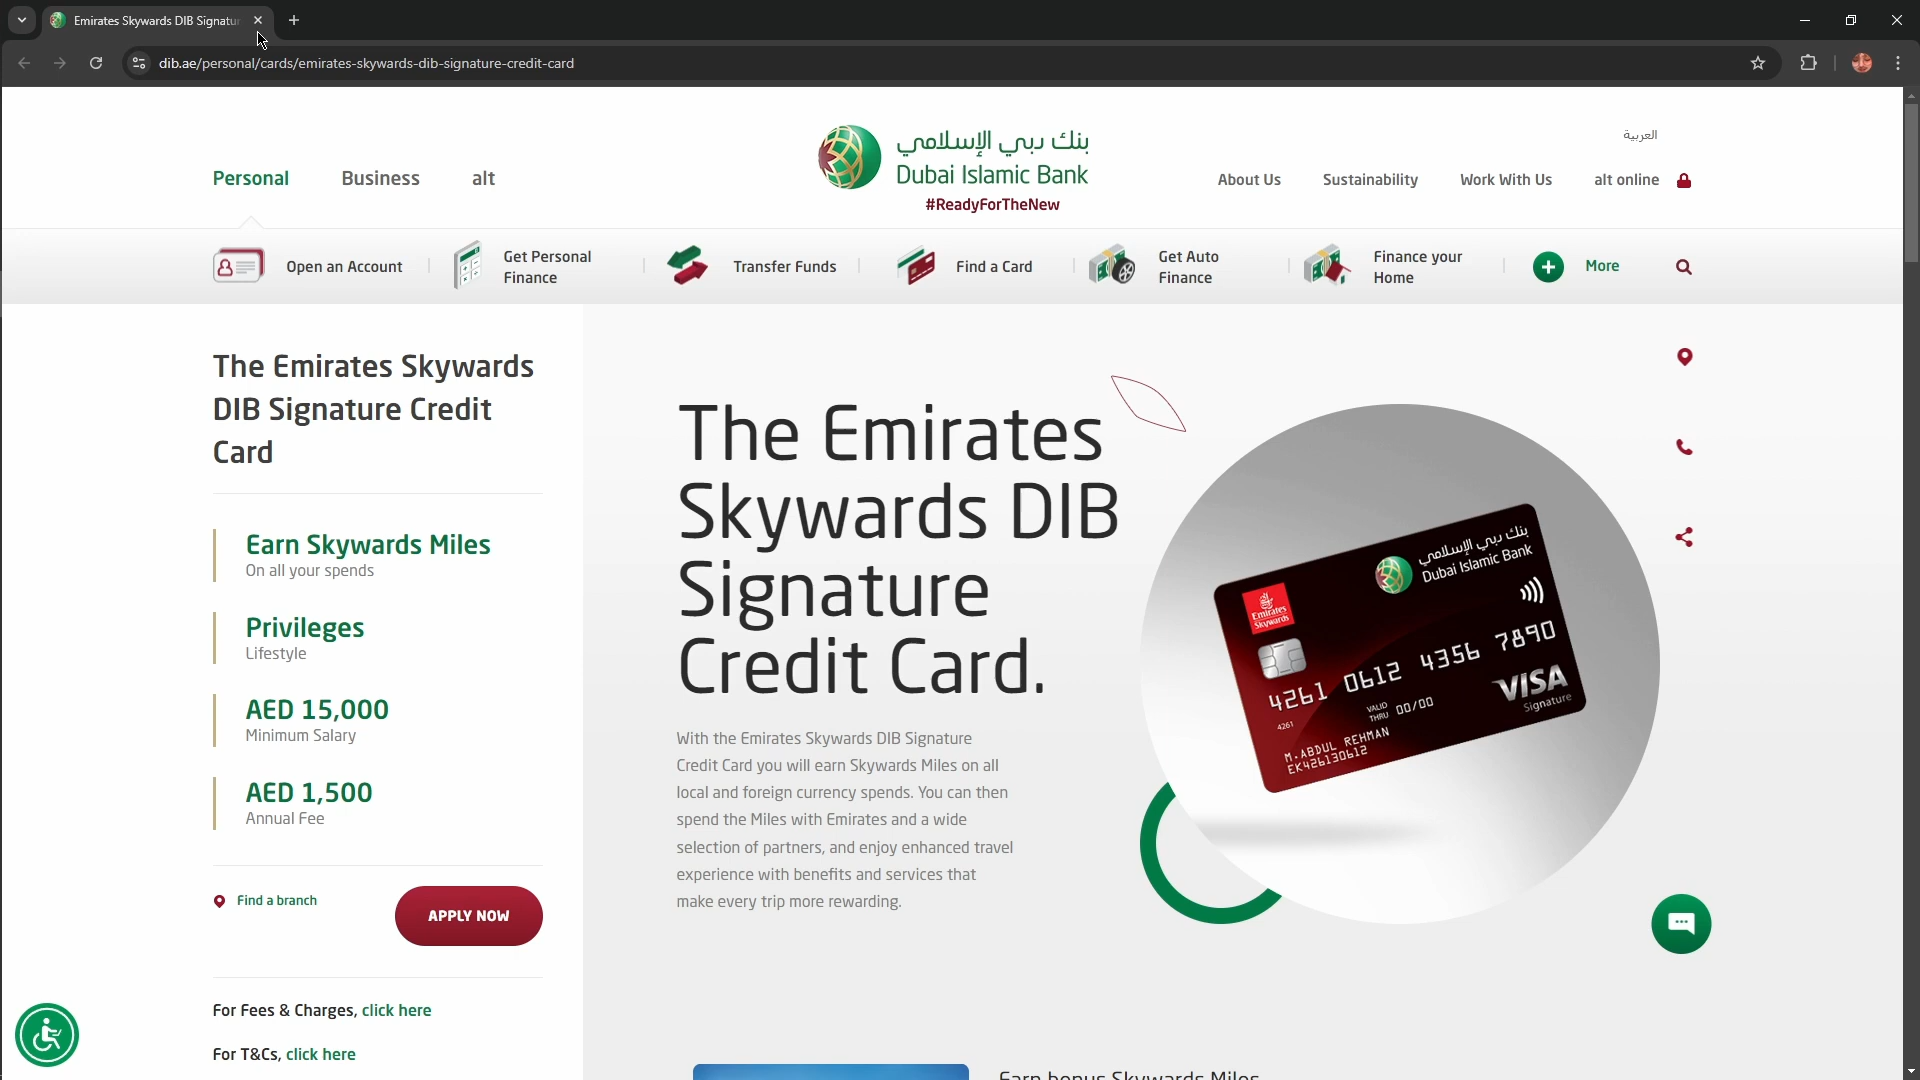 Emirates Skywards DIB Signatur
dib.ae/personal/cards/emirates-skywards-dib-signature-credit-card
العربية
Personal
Business
alt
بنك دبي الإسلامي
Dubai Islamic Bank
#ReadyForTheNew
About Us
Sustainability
Work With Us
alt online
Open an Account
Get Personal
Finance
Transfer Funds
Find a Card
Get Auto
Finance
Finance your
Home
More
The Emirates Skywards
DIB Signature Credit
Card
Earn Skywards Miles
On all your spends
Privileges
Lifestyle
AED 15,000
Minimum Salary
AED 1,500
Annual Fee
Find a branch
APPLY NOW
For Fees & Charges, click here
For T&Cs, click here
The Emirates
Skywards DIB
Signature
Credit Card.
With the Emirates Skywards DIB Signature
Credit Card you will earn Skywards Miles on all
local and foreign currency spends. You can then
spend the Miles with Emirates and a wide
selection of partners, and enjoy enhanced travel
experience with benefits and services that
make every trip more rewarding.
بنك دبي الإسلامي
Dubai Islamic Bank
Emirates
Skywards
4261 0612 4356 7890
4261
VALID
THRU 00/00
VISA
Signature
M.ABDUL REHMAN
EK426130612
Earn bonus Skywards Miles